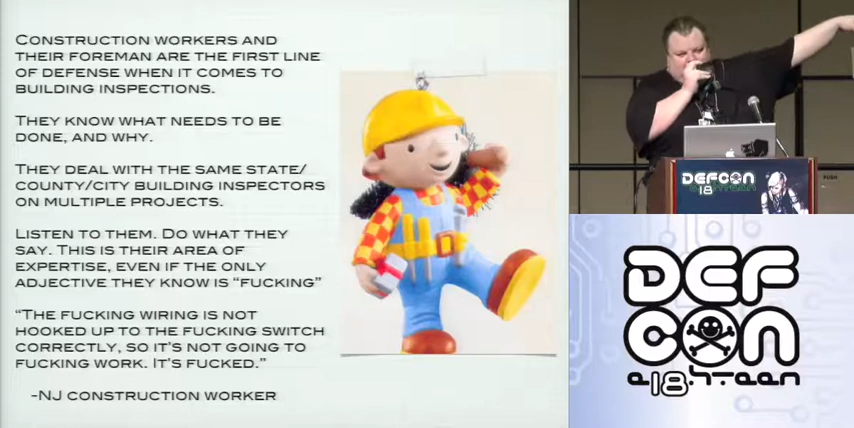 CONSTRUCTION WORKERS AND
THEIR FOREMAN ARE THE FIRST LINE
OF DEFENSE WHEN IT COMES TO
BUILDING INSPECTIONS.
THEY KNOW WHAT NEEDS TO BE
DONE, AND WHY.
THEY DEAL WITH THE SAME STATE/
COUNTY/CITY BUILDING INSPECTORS
ON MULTIPLE PROJECTS.
LISTEN TO THEM. DO WHAT THEY
SAY. THIS IS THEIR AREA OF
EXPERTISE, EVEN IF THE ONLY
ADJECTIVE THEY KNOW IS “FUCKING”
“THE FUCKING WIRING IS NOT
HOOKED UP TO THE FUCKING SWITCH
CORRECTLY, SO IT'S NOT GOING TO
FUCKING WORK. IT'S FUCKED.”
-NJ CONSTRUCTION WORKER
DEFCON
18
PUSH
DEF
CON
e18hteen